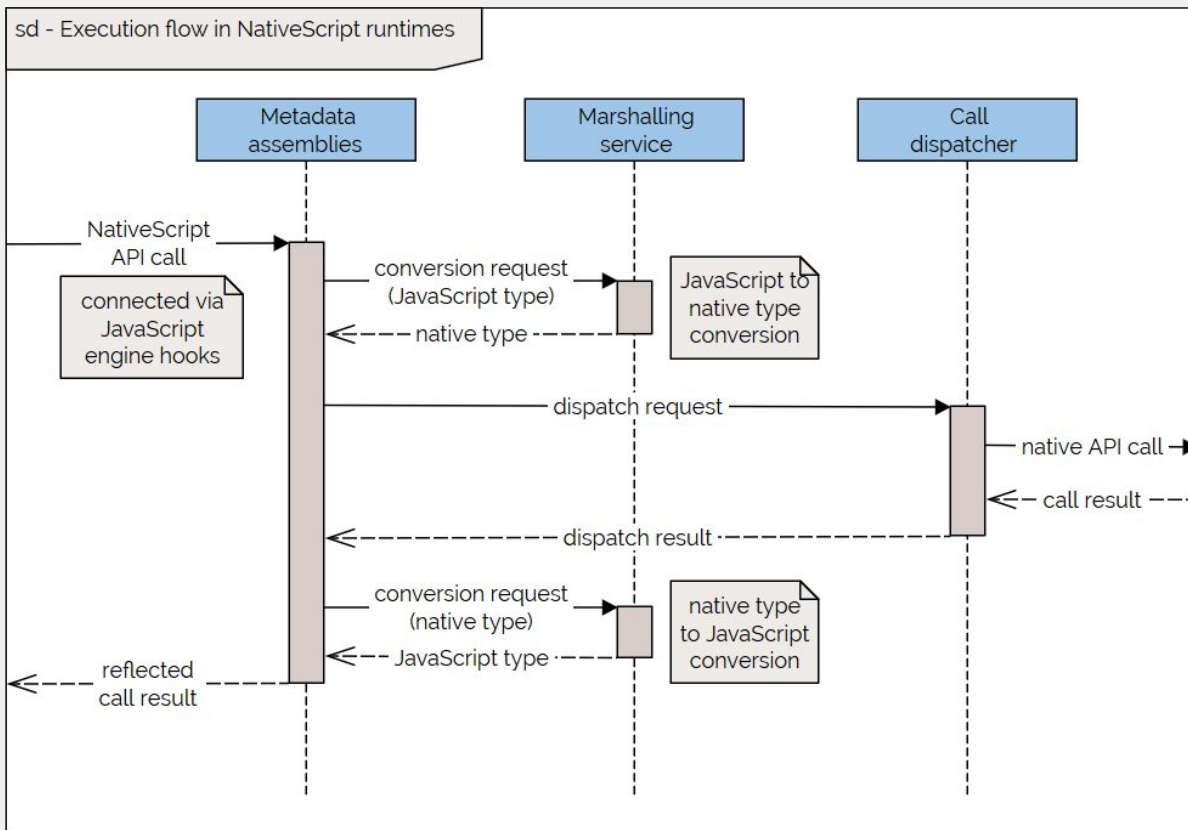 sd - Execution flow in NativeScript runtimes
Metadata
assemblies
Marshalling
service
Call
dispatcher
NativeScript
API call
connected via
JavaScript
engine hooks
conversion request
(JavaScript type)
native type
JavaScript to
native type
conversion
dispatch request
native API call
call result
dispatch result
conversion request
(native type)
JavaScript type
native type
to JavaScript
conversion
reflected
call result